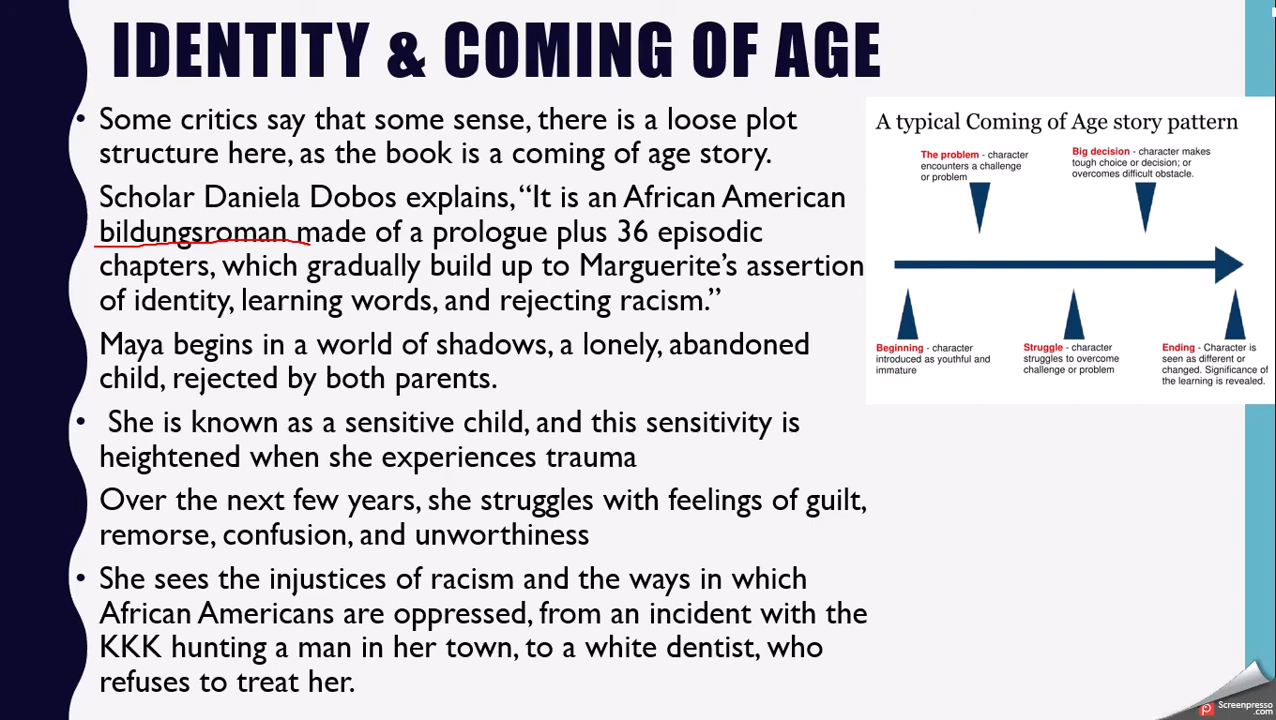 IDENTITY & COMING OF AGE
• Some critics say that some sense, there is a loose plot
structure here, as the book is a coming of age story.
Scholar Daniela Dobos explains, “It is an African American
bildungsroman made of a prologue plus 36 episodic
chapters, which gradually build up to Marguerite’s assertion
of identity, learning words, and rejecting racism.”
Maya begins in a world of shadows, a lonely, abandoned
child, rejected by both parents.
• She is known as a sensitive child, and this sensitivity is
heightened when she experiences trauma
Over the next few years, she struggles with feelings of guilt,
remorse, confusion, and unworthiness
• She sees the injustices of racism and the ways in which
African Americans are oppressed, from an incident with the
KKK hunting a man in her town, to a white dentist, who
refuses to treat her.
A typical Coming of Age story pattern
The problem - character
encounters a challenge
or problem
Big decision - character makes
tough choice or decision; or
overcomes difficult obstacle.
Beginning - character
introduced as youthful and
immature
Struggle - character
struggles to overcome
challenge or problem
Ending - Character is
seen as different or
changed. Significance of
the learning is revealed.
Screenpresso
.com